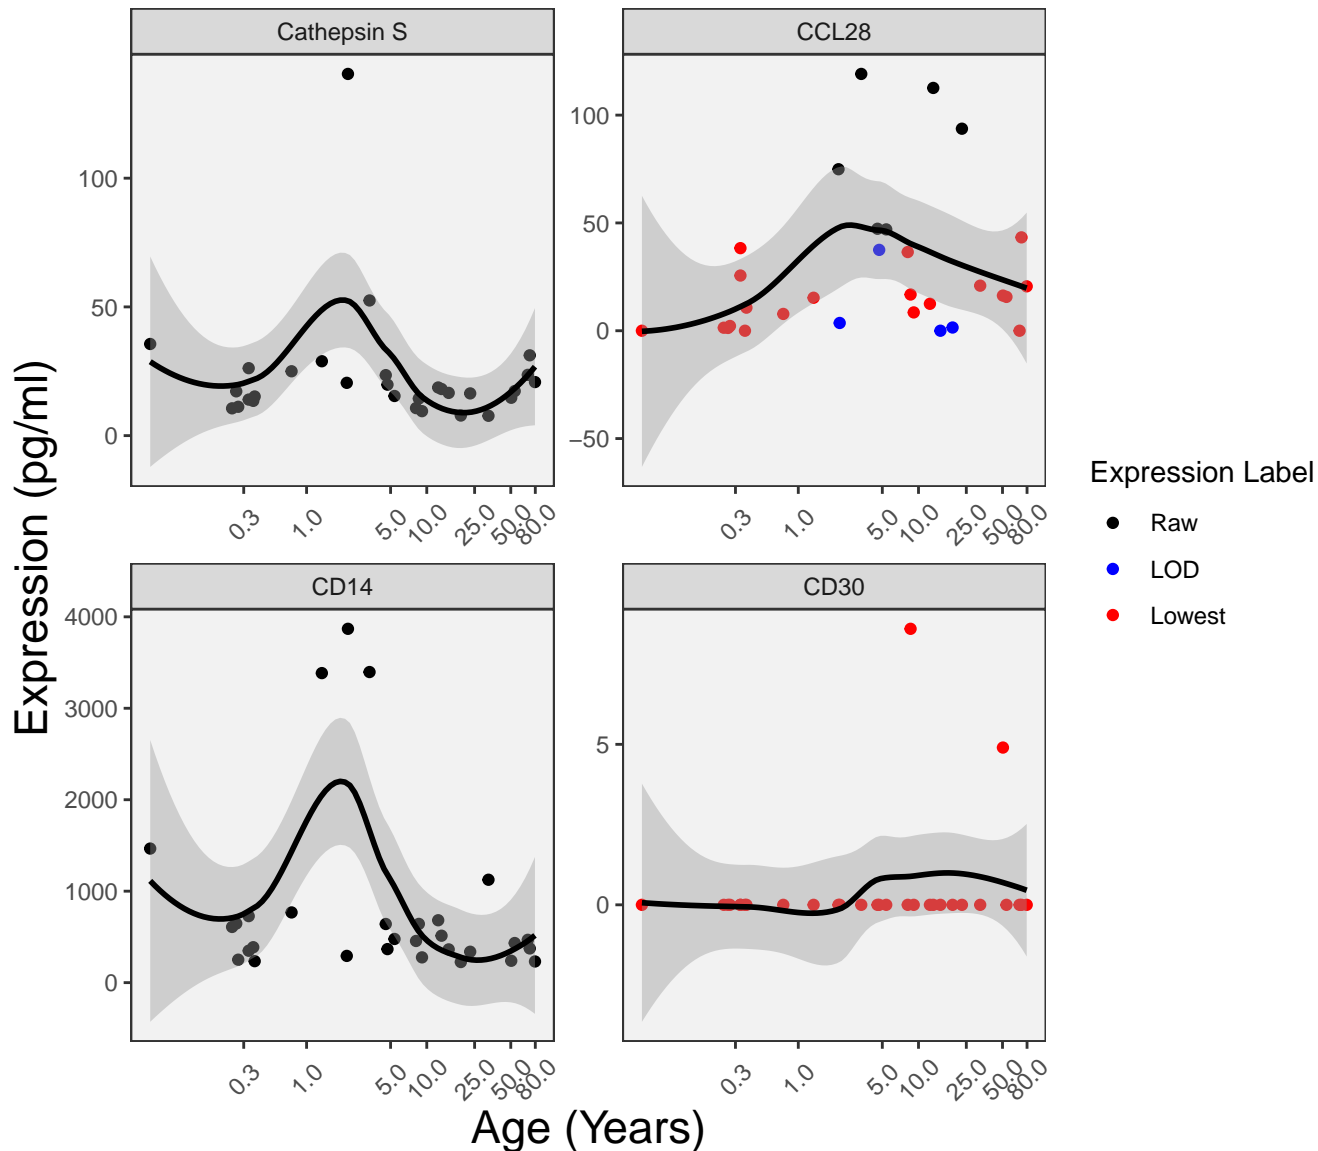 Cathepsin S
CCL28
100
50
0
100
50
0
−50
0.3 1.0 5.0 10.0 25.0 50.0 80.0
0.3 1.0 5.0 10.0 25.0 50.0 80.0
CD14
CD30
4000
3000
2000
1000
0
5
0
0.3 1.0 5.0 10.0 25.0 50.0 80.0
0.3 1.0 5.0 10.0 25.0 50.0 80.0
Expression (pg/ml)
Age (Years)
Expression Label
Raw
LOD
Lowest